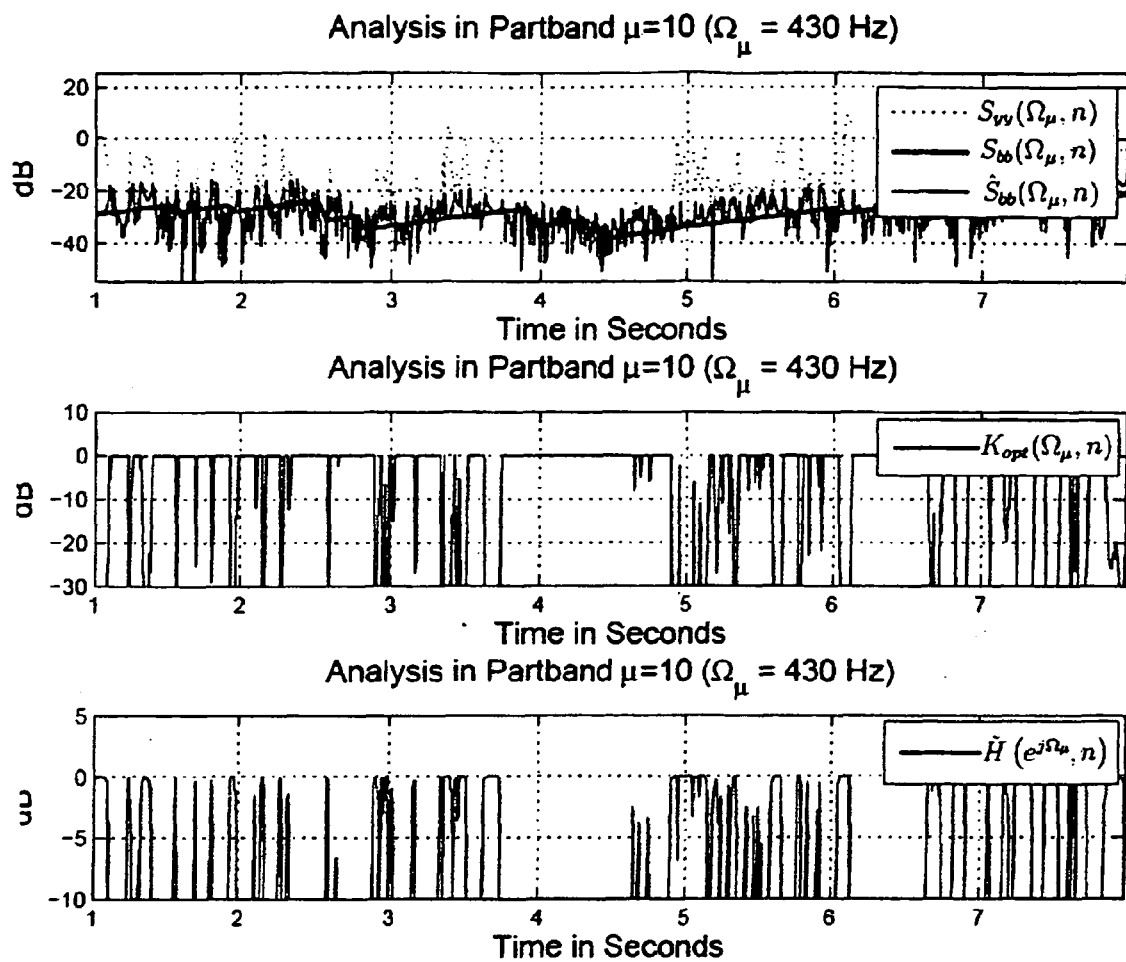 Analysis in Partband μ=10 (Ω_μ = 430 Hz)
20
0
−20
−40
dB
S_yy(Ω_μ, n)
S_bb(Ω_μ, n)
Ŝ_bb(Ω_μ, n)
1 2 3 4 5 6 7
Time in Seconds
Analysis in Partband μ=10 (Ω_μ = 430 Hz)
10
0
−10
−20
−30
dB
K_opt(Ω_μ, n)
1 2 3 4 5 6 7
Time in Seconds
Analysis in Partband μ=10 (Ω_μ = 430 Hz)
5
0
−5
−10
dB
H̃ (e^jΩ_μ, n)
1 2 3 4 5 6 7
Time in Seconds